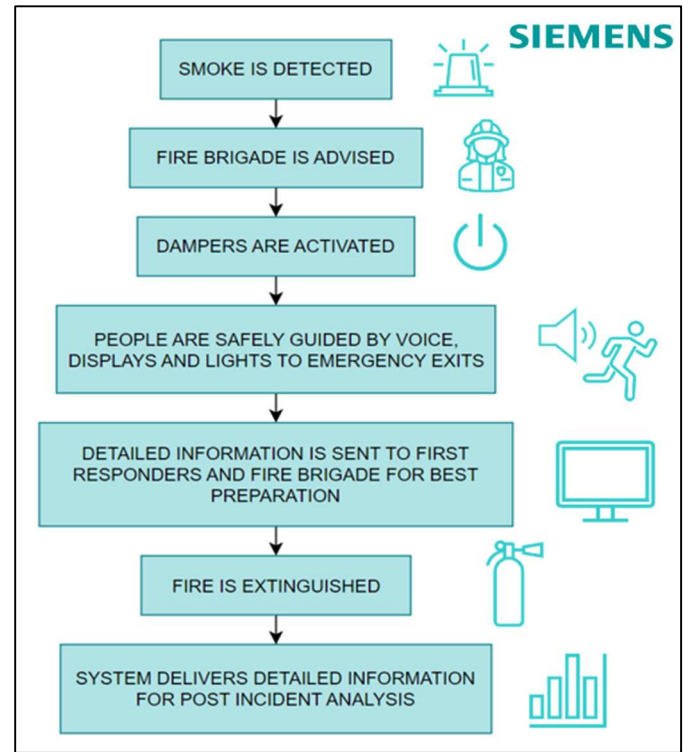 SIEMENS
SMOKE IS DETECTED
FIRE BRIGADE IS ADVISED
DAMPERS ARE ACTIVATED
PEOPLE ARE SAFELY GUIDED BY VOICE,
DISPLAYS AND LIGHTS TO EMERGENCY EXITS
DETAILED INFORMATION IS SENT TO FIRST
RESPONDERS AND FIRE BRIGADE FOR BEST
PREPARATION
FIRE IS EXTINGUISHED
SYSTEM DELIVERS DETAILED INFORMATION
FOR POST INCIDENT ANALYSIS